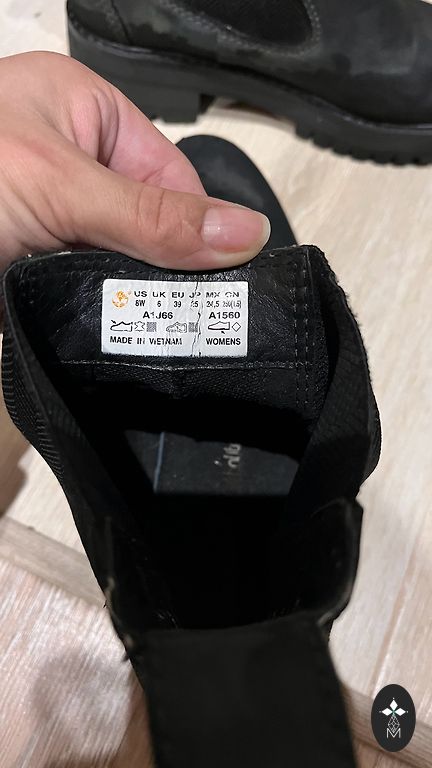 US UK EU JP MX CN
8W 6 39 25 24,5 250(1.5)
A1J66 A1560
MADE IN VIETNAM WOMENS
M